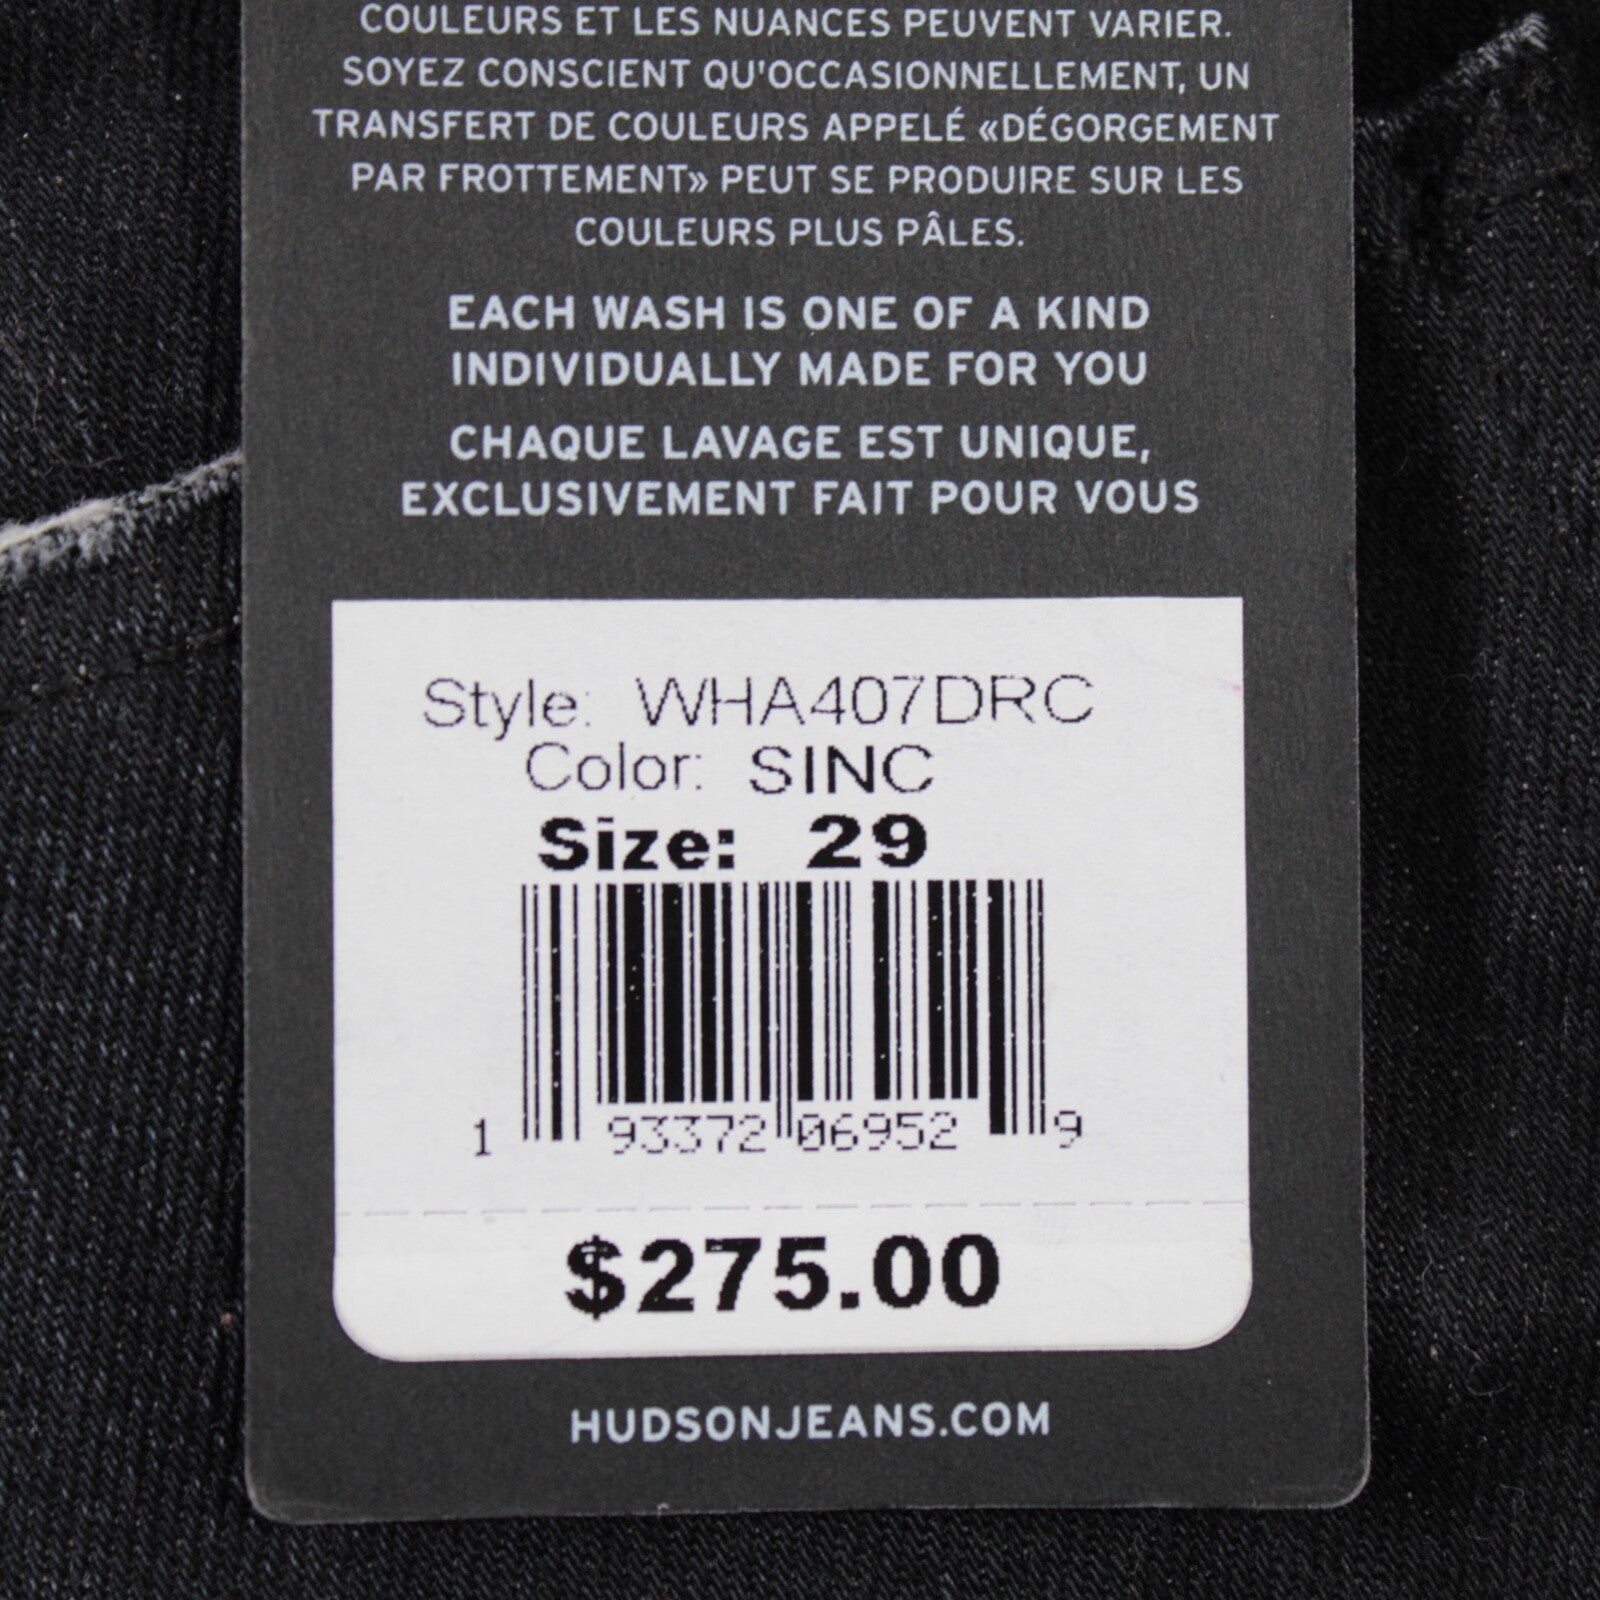 COULEURS ET LES NUANCES PEUVENT VARIER.
SOYEZ CONSCIENT QU'OCCASIONNELLEMENT, UN
TRANSFERT DE COULEURS APPELÉ «DÉGORGEMENT
PAR FROTTEMENT» PEUT SE PRODUIRE SUR LES
COULEURS PLUS PÂLES.
EACH WASH IS ONE OF A KIND
INDIVIDUALLY MADE FOR YOU
CHAQUE LAVAGE EST UNIQUE,
EXCLUSIVEMENT FAIT POUR VOUS
Style: WHA407DRC
Color: SINC
Size: 29
1 93372 06952 9
$275.00
HUDSONJEANS.COM